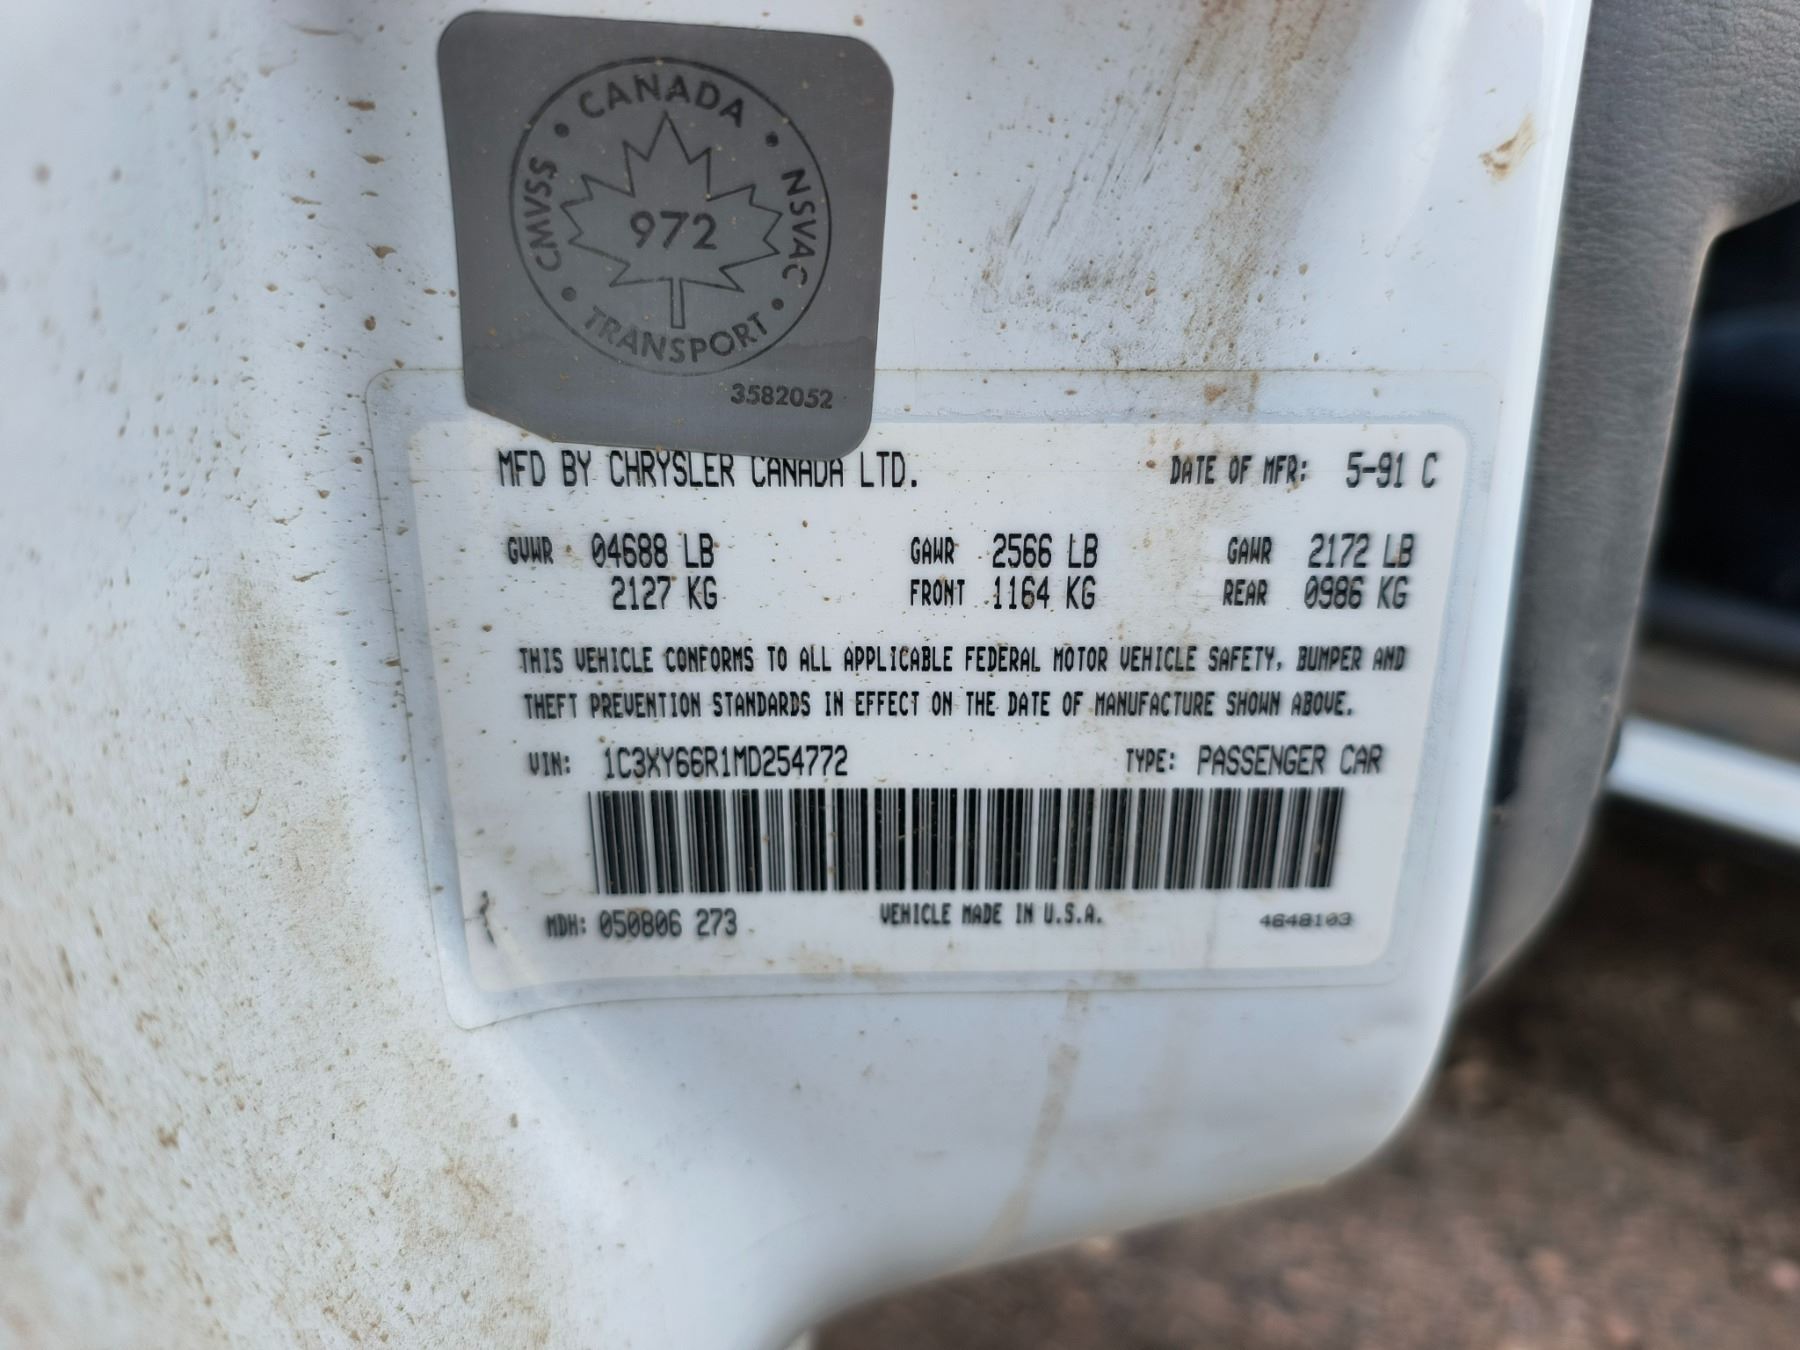 CANADA
CMVSS
NSVAC
972
TRANSPORT
3582052
MFD BY CHRYSLER CANADA LTD. DATE OF MFR: 5-91 C
GVWR 04688 LB GAWR 2566 LB GAWR 2172 LB
2127 KG FRONT 1164 KG REAR 0986 KG
THIS VEHICLE CONFORMS TO ALL APPLICABLE FEDERAL MOTOR VEHICLE SAFETY, BUMPER AND
THEFT PREVENTION STANDARDS IN EFFECT ON THE DATE OF MANUFACTURE SHOWN ABOVE.
VIN: 1C3XY66R1MD254772 TYPE: PASSENGER CAR
MDH: 050806 273 VEHICLE MADE IN U.S.A. 4648103